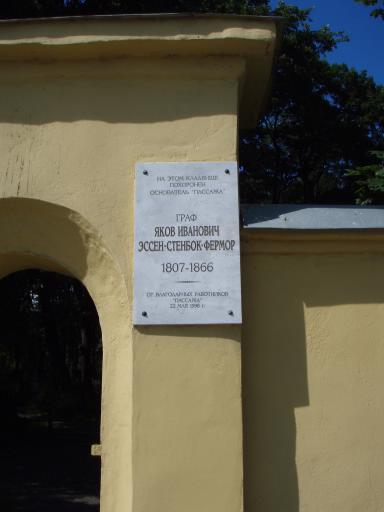 НА ЭТОМ КЛАДБИЩЕ
ПОХОРОНЕН
ОСНОВАТЕЛЬ "ПАССАЖА"
ГРАФ
ЯКОВ ИВАНОВИЧ
ЭССЕН-СТЕНБОК-ФЕРМОР
1807-1866
ОТ БЛАГОДАРНЫХ РАБОТНИКОВ
"ПАССАЖА"
22 МАЯ 1998 г.